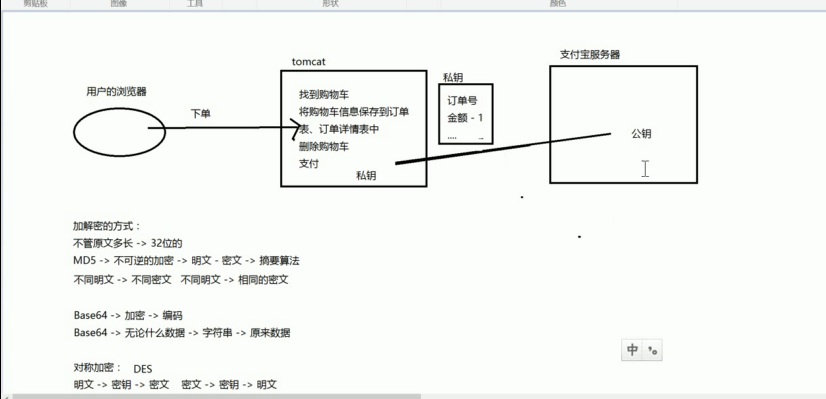 剪贴板 图像 工具 形状 颜色
支付宝服务器
tomcat
私钥
用户的浏览器
找到购物车
订单号
下单
将购物车信息保存到订单
金额 - 1
表、订单详情表中
....
公钥
删除购物车
支付
私钥
加解密的方式：
不管原文多长 -> 32位的
MD5 -> 不可逆的加密 -> 明文 - 密文 -> 摘要算法
不同明文 -> 不同密文 不同明文 -> 相同的密文
Base64 -> 加密 -> 编码
Base64 -> 无论什么数据 -> 字符串 -> 原来数据
中
对称加密： DES
明文 -> 密钥 -> 密文 密文 -> 密钥 -> 明文